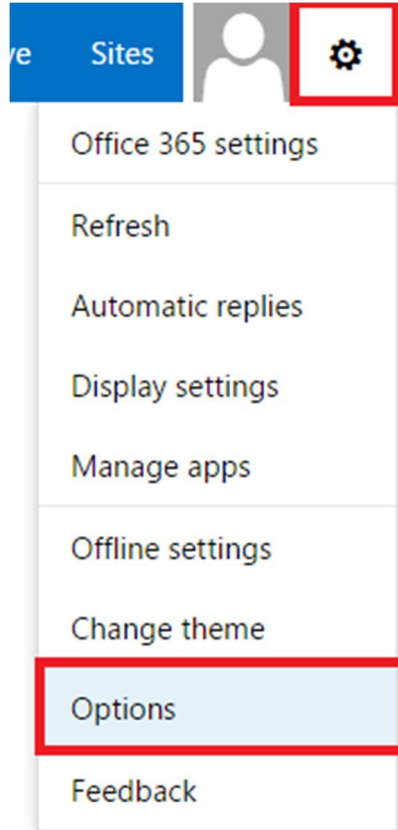 ve Sites
Office 365 settings
Refresh
Automatic replies
Display settings
Manage apps
Offline settings
Change theme
Options
Feedback